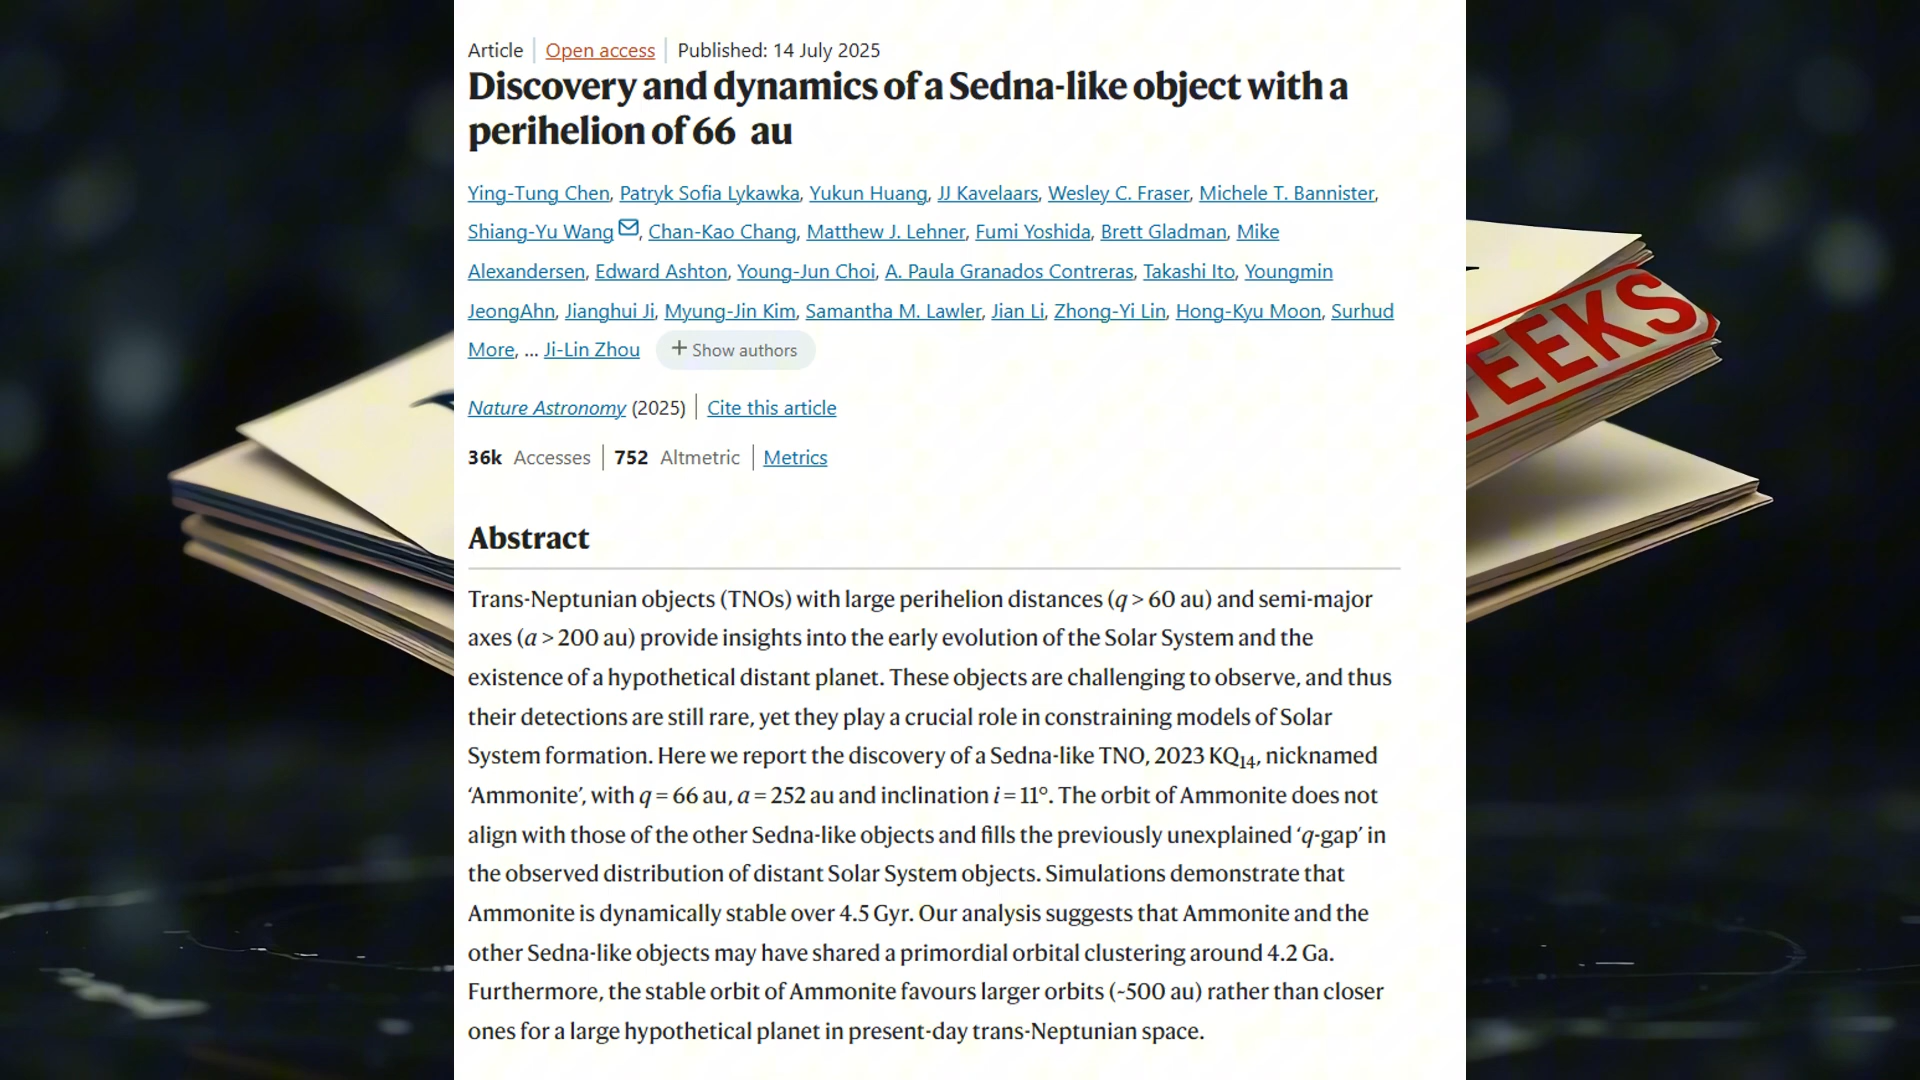 Article | Open access | Published: 14 July 2025
Discovery and dynamics of a Sedna-like object with a
perihelion of 66 au
Ying-Tung Chen, Patryk Sofia Lykawka, Yukun Huang, JJ Kavelaars, Wesley C. Fraser, Michele T. Bannister,
Shiang-Yu Wang, Chan-Kao Chang, Matthew J. Lehner, Fumi Yoshida, Brett Gladman, Mike
Alexandersen, Edward Ashton, Young-Jun Choi, A. Paula Granados Contreras, Takashi Ito, Youngmin
JeongAhn, Jianghui Ji, Myung-Jin Kim, Samantha M. Lawler, Jian Li, Zhong-Yi Lin, Hong-Kyu Moon, Surhud
More, ... Ji-Lin Zhou + Show authors
Nature Astronomy (2025) | Cite this article
36k Accesses | 752 Altmetric | Metrics
Abstract
Trans-Neptunian objects (TNOs) with large perihelion distances (q > 60 au) and semi-major
axes (a > 200 au) provide insights into the early evolution of the Solar System and the
existence of a hypothetical distant planet. These objects are challenging to observe, and thus
their detections are still rare, yet they play a crucial role in constraining models of Solar
System formation. Here we report the discovery of a Sedna-like TNO, 2023 KQ₁₄, nicknamed
‘Ammonite’, with q = 66 au, a = 252 au and inclination i = 11°. The orbit of Ammonite does not
align with those of the other Sedna-like objects and fills the previously unexplained ‘q-gap’ in
the observed distribution of distant Solar System objects. Simulations demonstrate that
Ammonite is dynamically stable over 4.5 Gyr. Our analysis suggests that Ammonite and the
other Sedna-like objects may have shared a primordial orbital clustering around 4.2 Ga.
Furthermore, the stable orbit of Ammonite favours larger orbits (~500 au) rather than closer
ones for a large hypothetical planet in present-day trans-Neptunian space.
EEKS